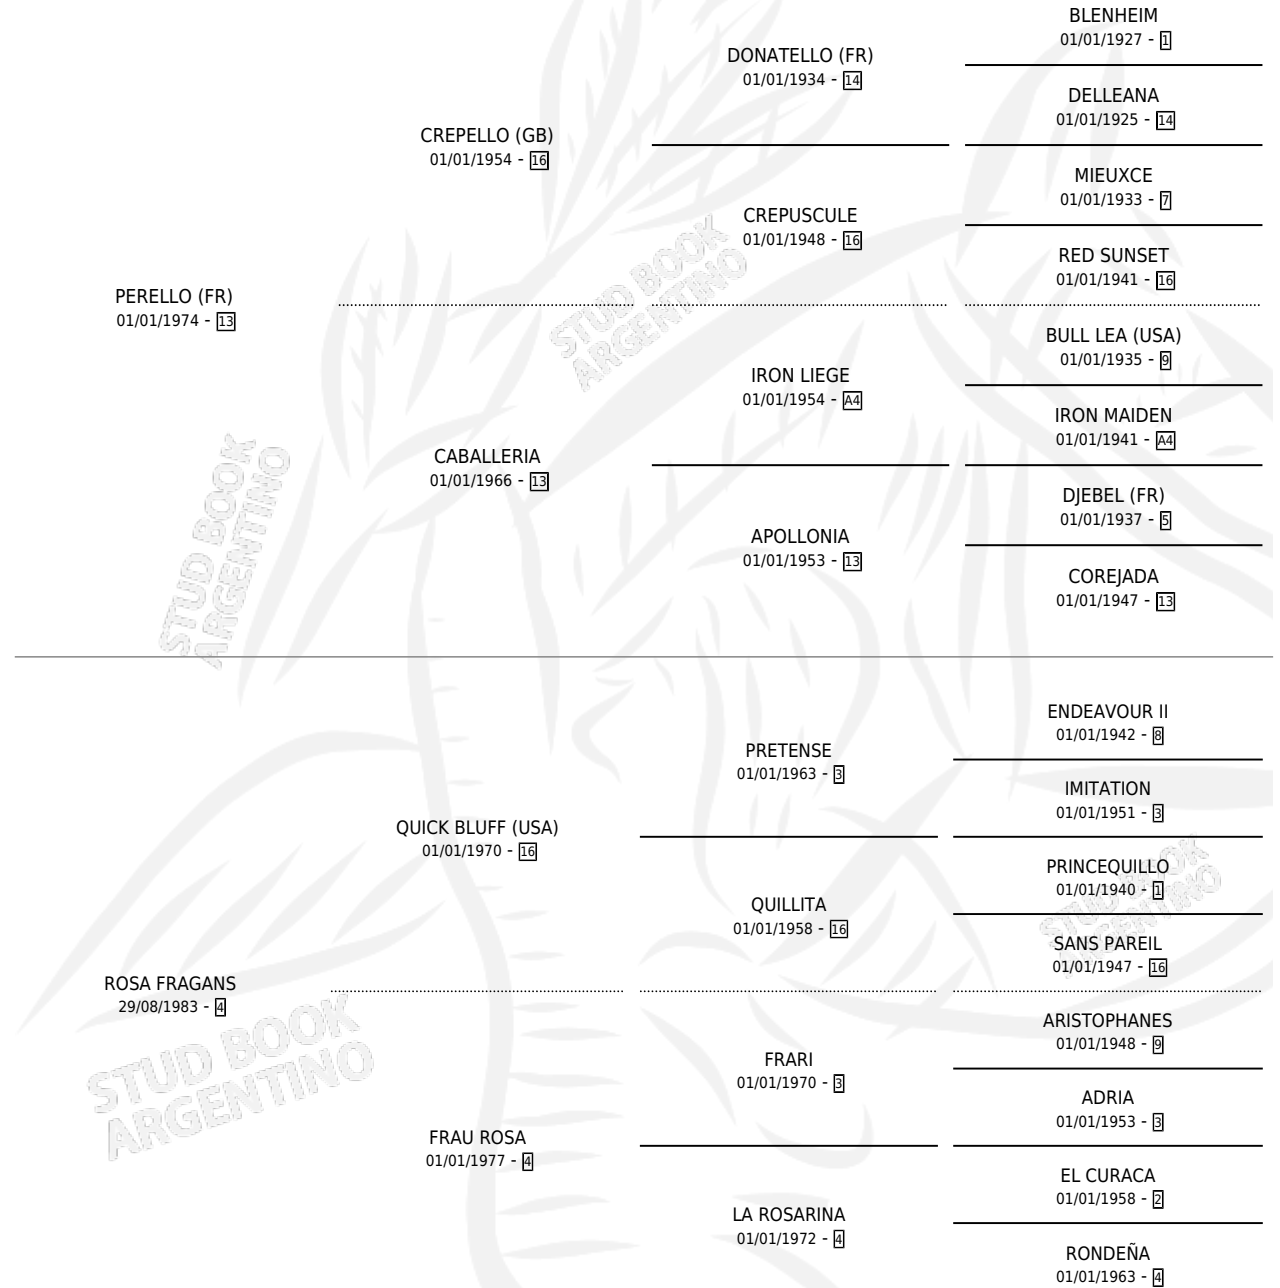 BLENHEIM
01/01/1927 - 1
DONATELLO (FR)
01/01/1934 - 14
DELLEANA
01/01/1925 - 14
CREPELLO (GB)
01/01/1954 - 16
MIEUXCE
01/01/1933 - 7
CREPUSCULE
01/01/1948 - 16
RED SUNSET
01/01/1941 - 16
PERELLO (FR)
01/01/1974 - 13
STUD BOOK
ARGENTINO
BULL LEA (USA)
01/01/1935 - 9
IRON LIEGE
01/01/1954 - A4
IRON MAIDEN
01/01/1941 - A4
CABALLERIA
01/01/1966 - 13
DJEBEL (FR)
01/01/1937 - 5
APOLLONIA
01/01/1953 - 13
COREJADA
01/01/1947 - 13
STUD BOOK
ARGENTINO
ENDEAVOUR II
01/01/1942 - 8
PRETENSE
01/01/1963 - 3
IMITATION
01/01/1951 - 3
QUICK BLUFF (USA)
01/01/1970 - 16
PRINCEQUILLO
01/01/1940 - 1
QUILLITA
01/01/1958 - 16
SANS PAREIL
01/01/1947 - 16
STUD BOOK
ARGENTINO
ROSA FRAGANS
29/08/1983 - 4
ARISTOPHANES
01/01/1948 - 9
FRARI
01/01/1970 - 3
ADRIA
01/01/1953 - 3
STUD BOOK
ARGENTINO
FRAU ROSA
01/01/1977 - 4
EL CURACA
01/01/1958 - 2
LA ROSARINA
01/01/1972 - 4
RONDEÑA
01/01/1963 - 4